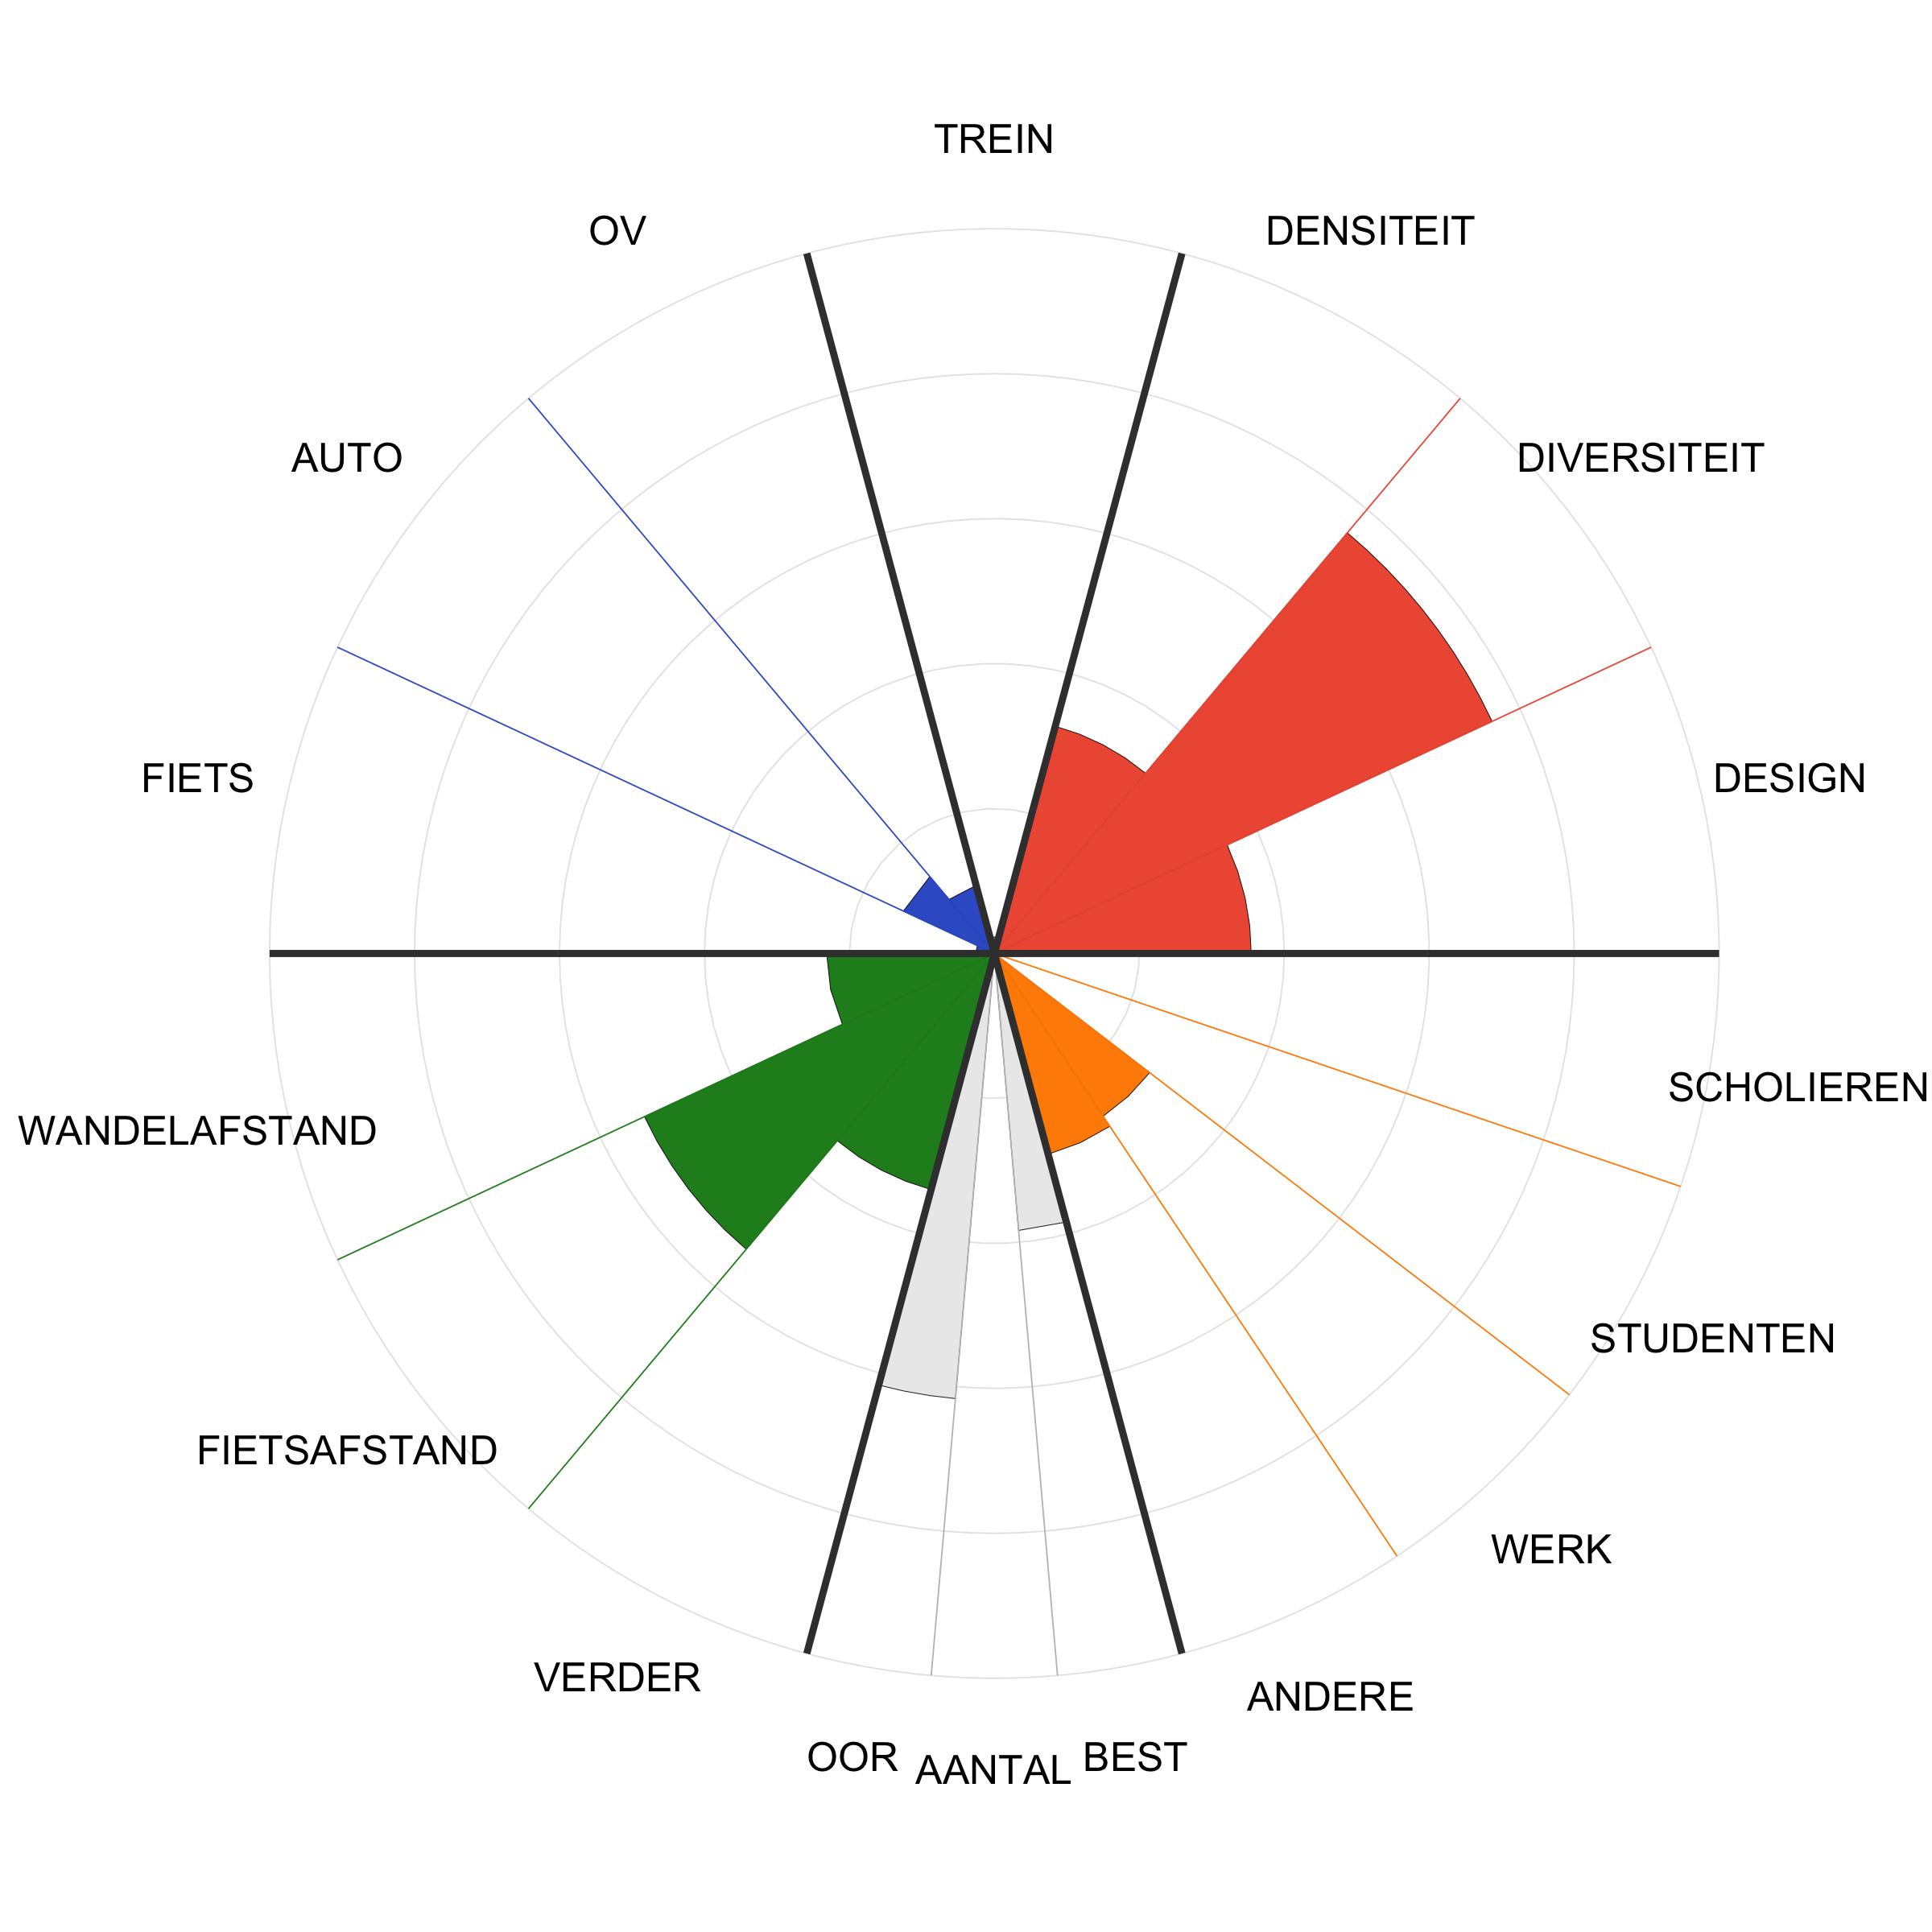 TREIN
OV
DENSITEIT
AUTO
DIVERSITEIT
FIETS
DESIGN
SCHOLIEREN
WANDELAFSTAND
STUDENTEN
FIETSAFSTAND
WERK
VERDER
ANDERE
OOR
AANTAL
BEST